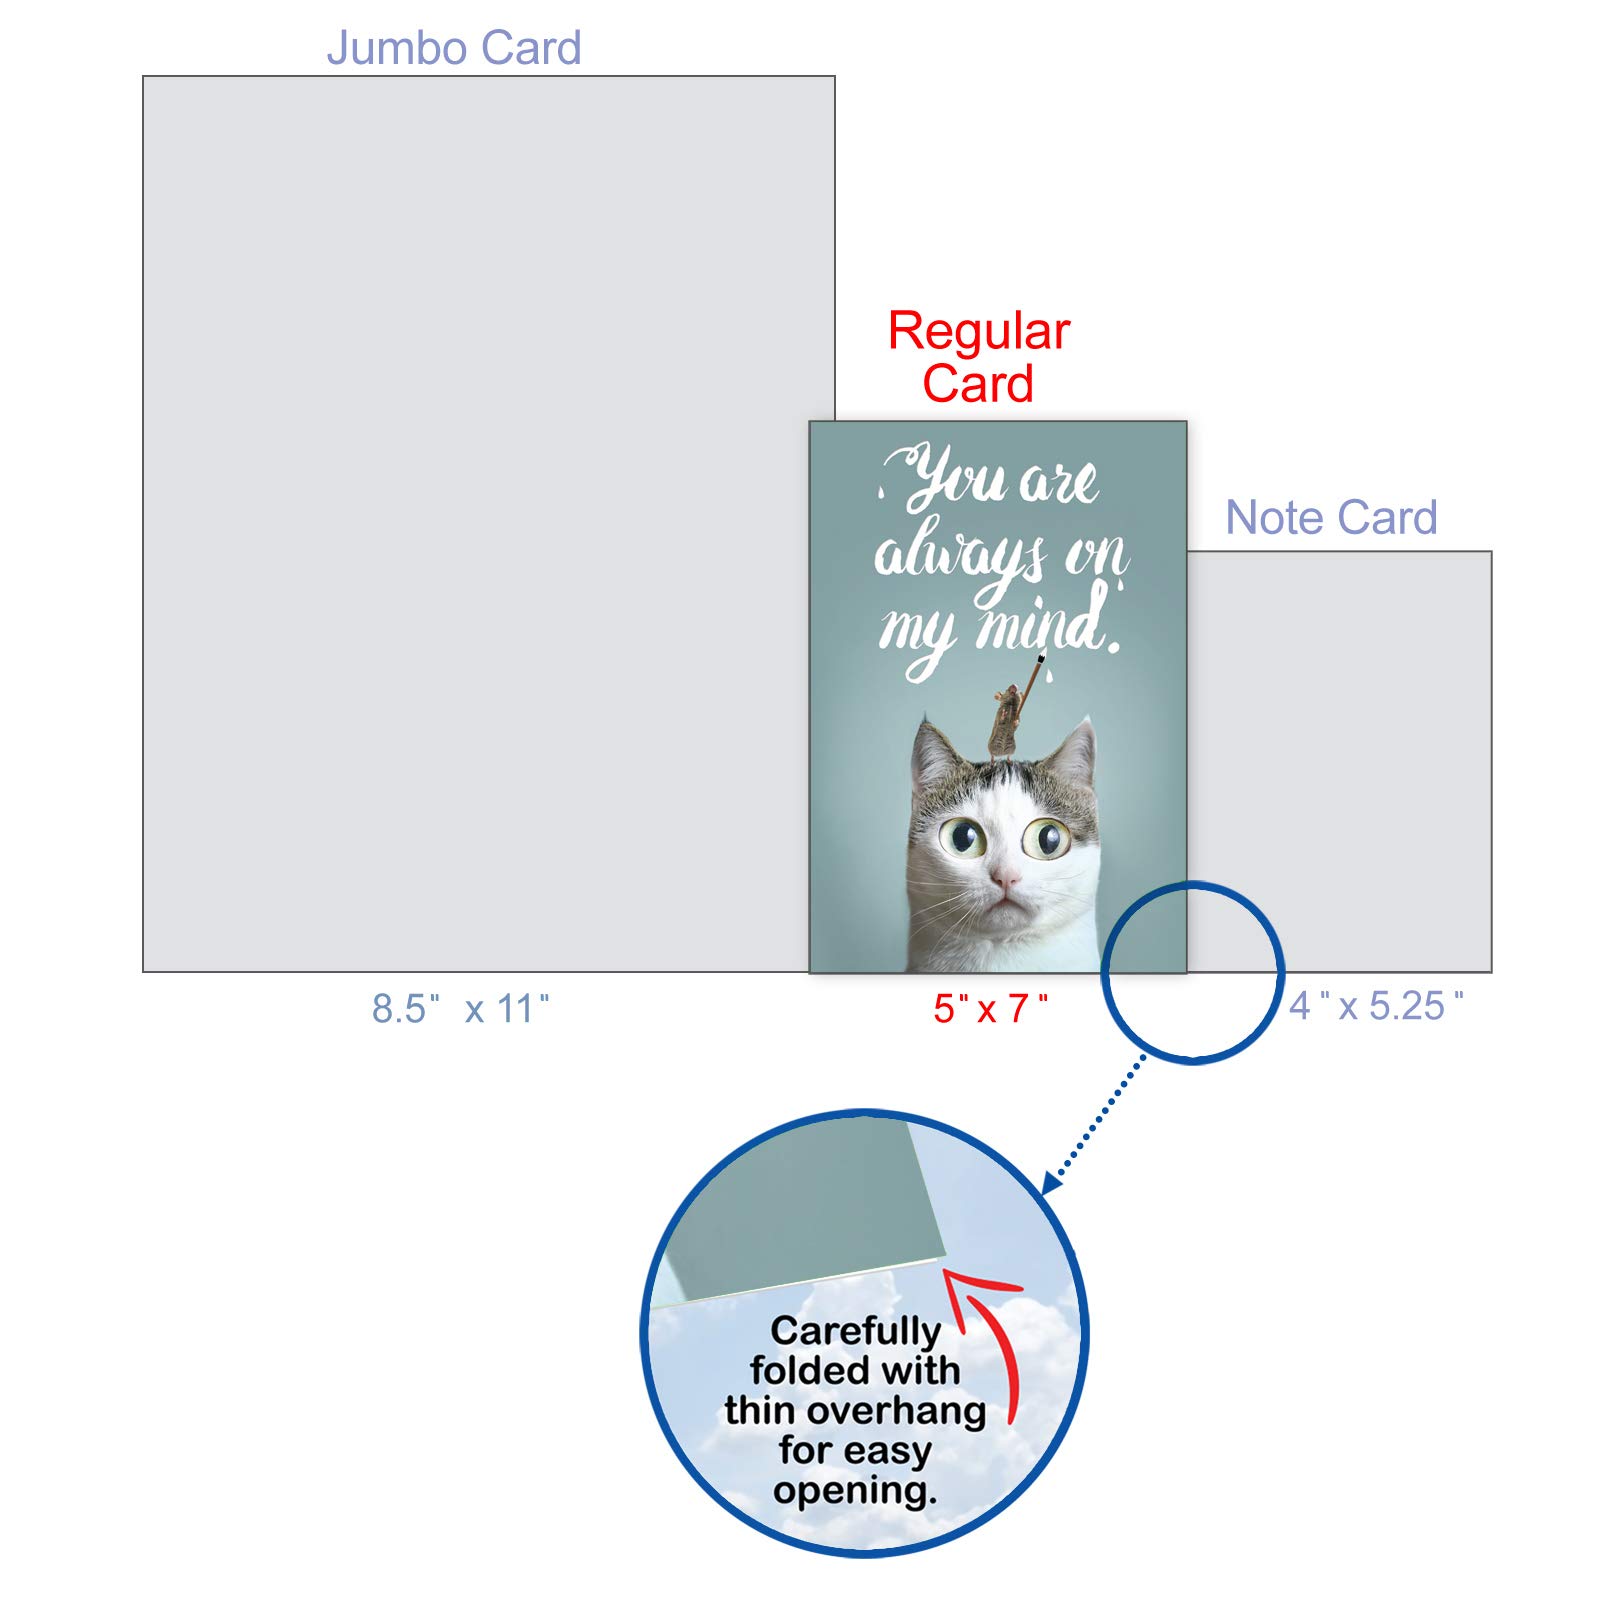 Jumbo Card
Regular
Card
You are
always on
my mind.
Note Card
8.5" x 11"
5" x 7"
4" x 5.25"
Carefully
folded with
thin overhang
for easy
opening.